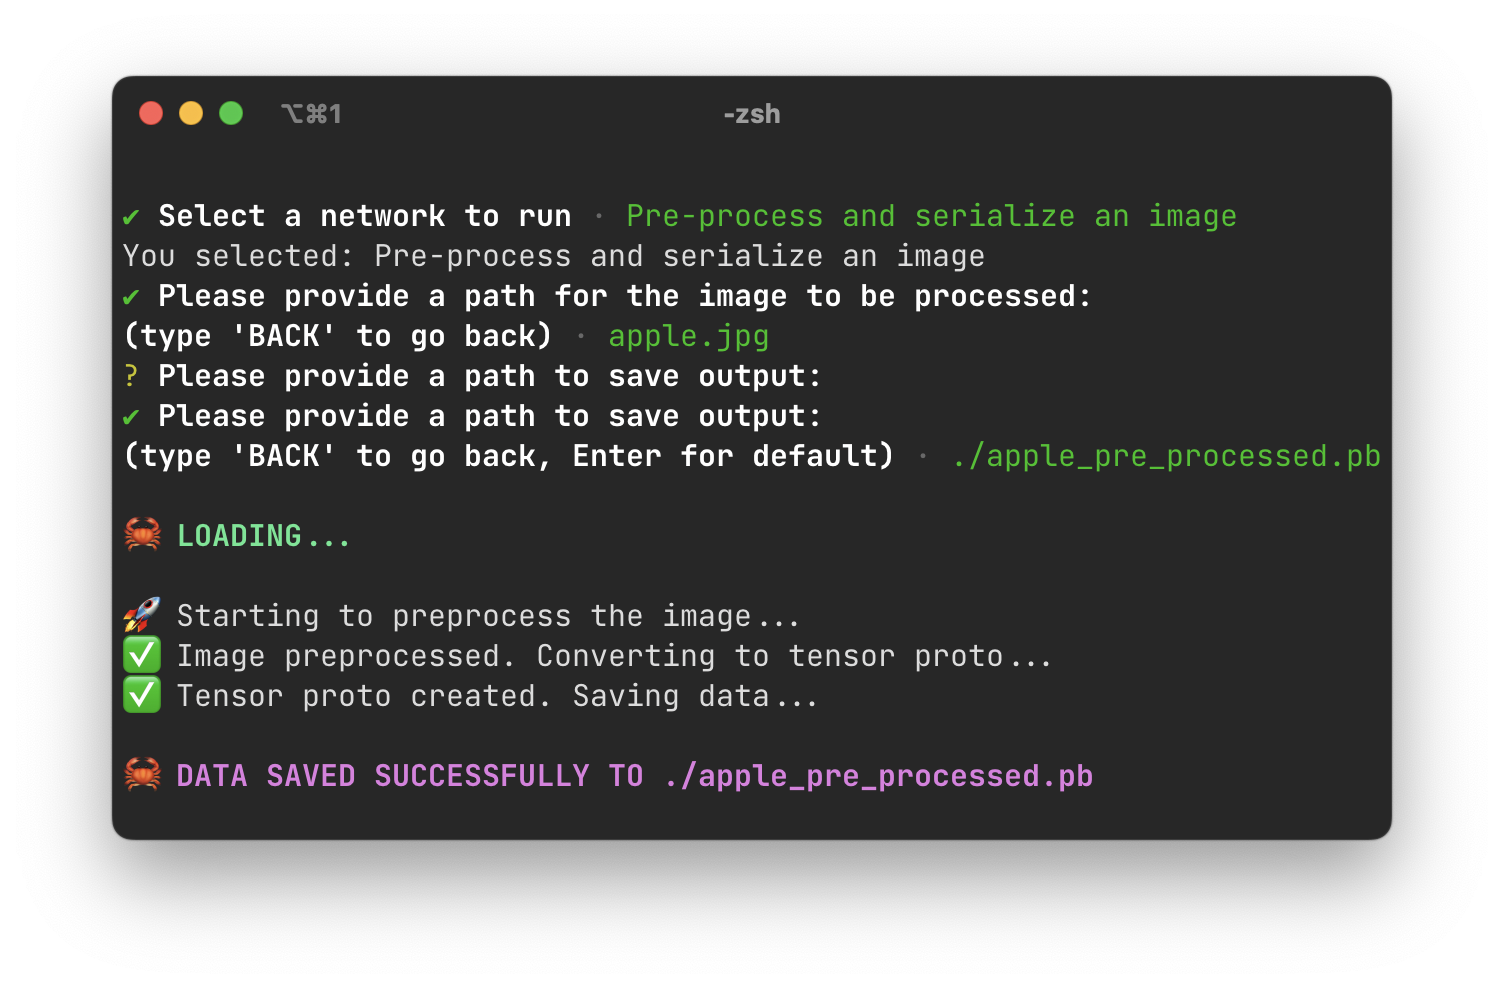 ⌥⌘1
-zsh
✔ Select a network to run · Pre-process and serialize an image
You selected: Pre-process and serialize an image
✔ Please provide a path for the image to be processed:
(type 'BACK' to go back) · apple.jpg
? Please provide a path to save output:
✔ Please provide a path to save output:
(type 'BACK' to go back, Enter for default) · ./apple_pre_processed.pb
🦀 LOADING...
🚀 Starting to preprocess the image...
✅ Image preprocessed. Converting to tensor proto...
✅ Tensor proto created. Saving data...
🦀 DATA SAVED SUCCESSFULLY TO ./apple_pre_processed.pb